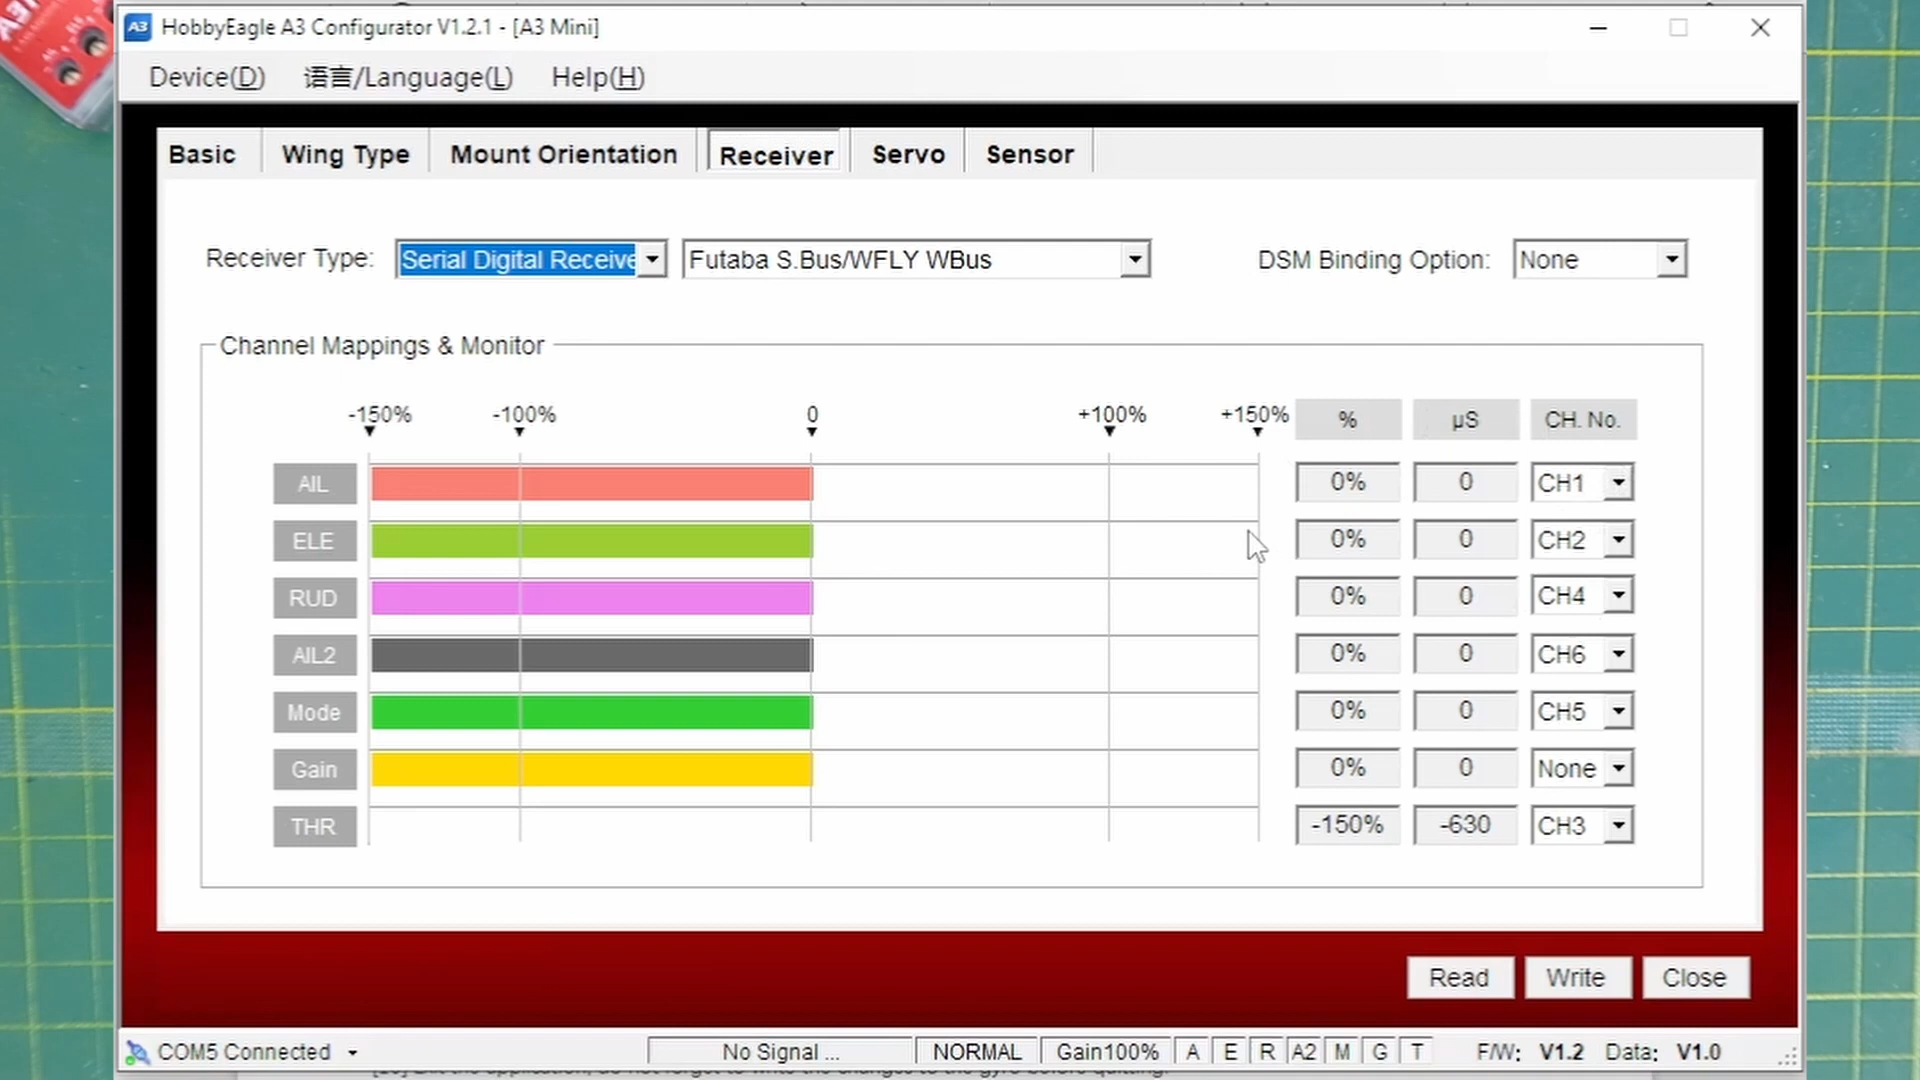 A3 HobbyEagle A3 Configurator V1.2.1 - [A3 Mini]
Device(D) 语言/Language(L) Help(H)
Basic Wing Type Mount Orientation Receiver Servo Sensor
Receiver Type: Serial Digital Receive Futaba S.Bus/WFLY WBus DSM Binding Option: None
Channel Mappings & Monitor
-150% -100% 0 +100% +150% % µS CH. No.
AIL 0% 0 CH1
ELE 0% 0 CH2
RUD 0% 0 CH4
AIL2 0% 0 CH6
Mode 0% 0 CH5
Gain 0% 0 None
THR -150% -630 CH3
Read Write Close
COM5 Connected No Signal ... NORMAL Gain100% A E R A2 M G T F/W: V1.2 Data: V1.0